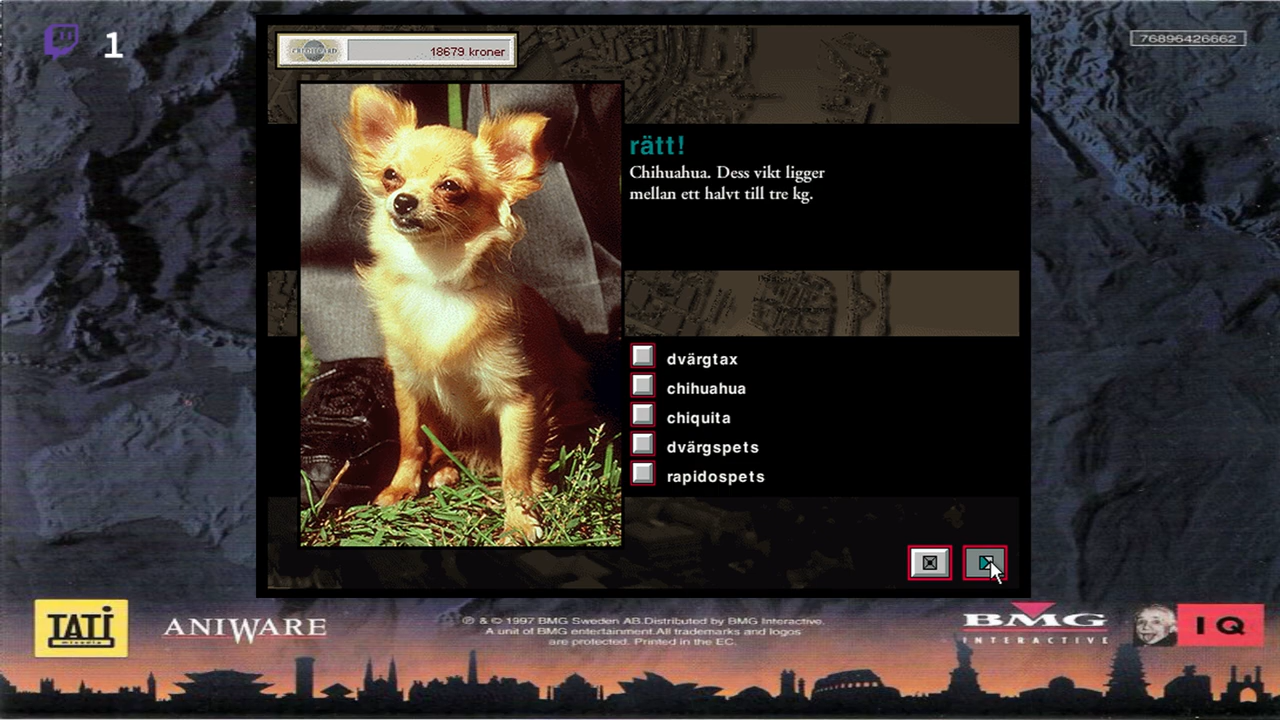 1
18679 kroner
76896426662
rätt!
Chihuahua. Dess vikt ligger
mellan ett halvt till tre kg.
dvärgtax
chihuahua
chiquita
dvärgspets
rapidospets
TATi
ANIWARE
℗ & © 1997 BMG Sweden AB.Distributed by BMG Interactive.
A unit of BMG entertainment.All trademarks and logos
are protected. Printed in the EC.
BMG
INTERACTIVE
IQ